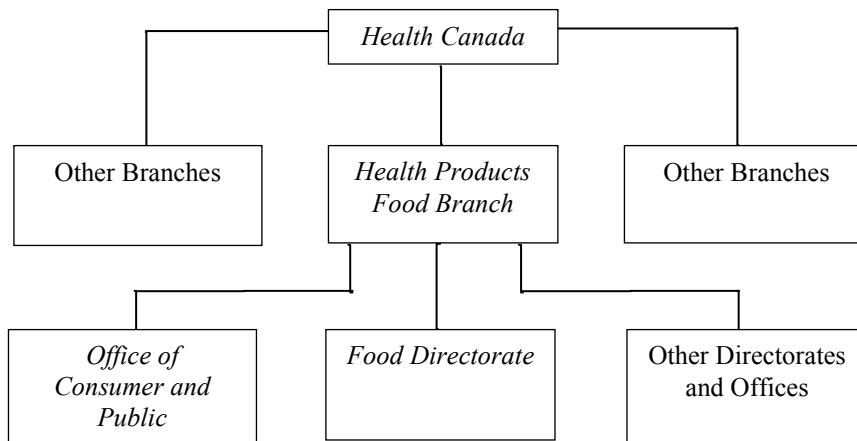 Health Canada
Other Branches
Health Products
Food Branch
Other Branches
Office of
Consumer and
Public
Food Directorate
Other Directorates
and Offices